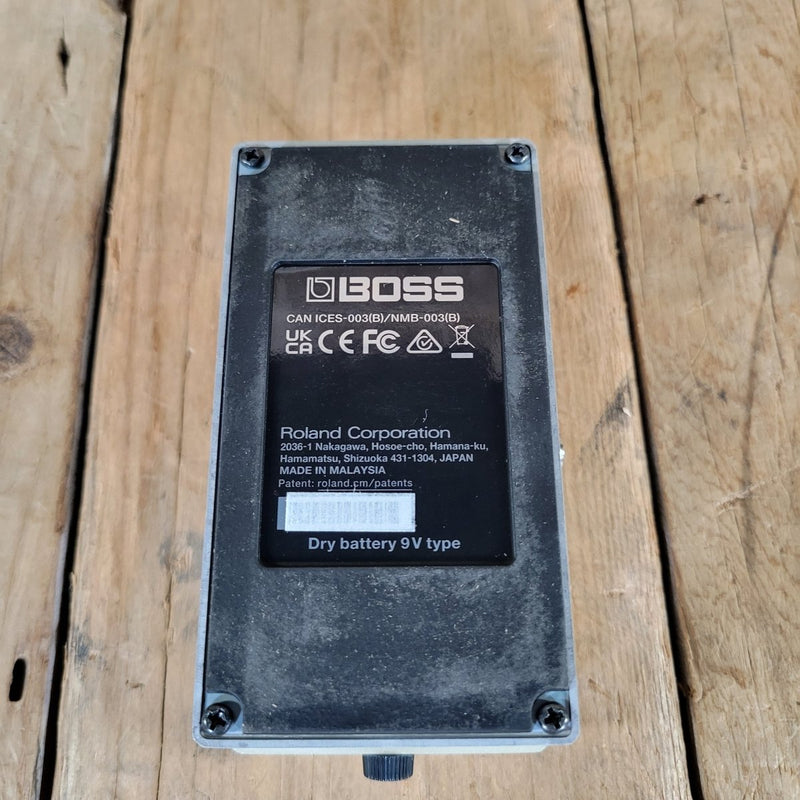 BOSS
CAN ICES-003(B)/NMB-003(B)
UK CA CE FC
Roland Corporation
2036-1 Nakagawa, Hosoe-cho, Hamana-ku,
Hamamatsu, Shizuoka 431-1304, JAPAN
MADE IN MALAYSIA
Patent: roland.cm/patents
Dry battery 9V type